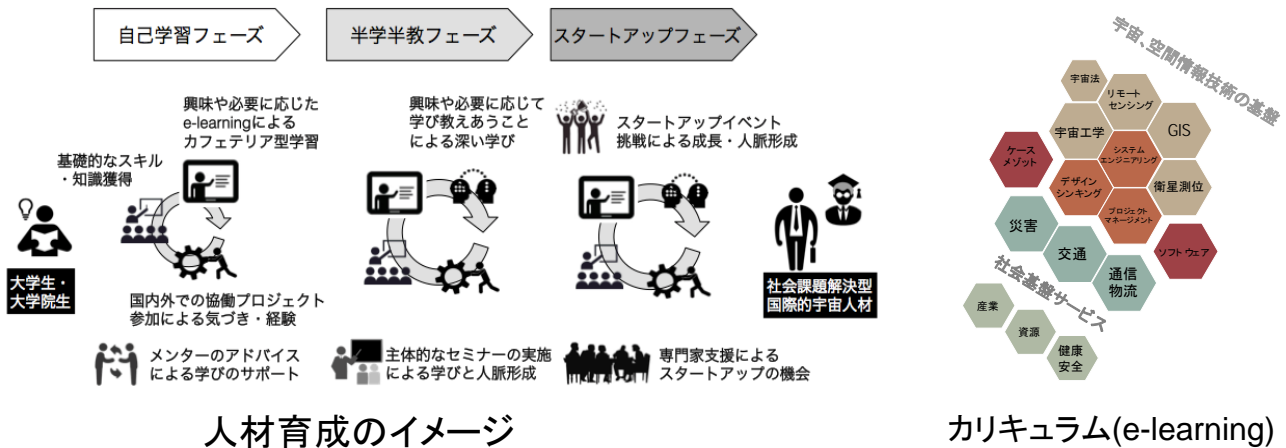 自己学習フェーズ
半学半教フェーズ
スタートアップフェーズ
興味や必要に応じた
e-learningによる
カフェテリア型学習
基礎的なスキル
・知識獲得
大学生・
大学院生
国内外での協働プロジェクト
参加による気づき・経験
メンターのアドバイス
による学びのサポート
興味や必要に応じて
学び教えあうこと
による深い学び
主体的なセミナーの実施
による学びと人脈形成
スタートアップイベント
挑戦による成長・人脈形成
社会課題解決型
国際的宇宙人材
専門家支援による
スタートアップの機会
人材育成のイメージ
宇宙、空間情報技術の基盤
宇宙法
リモート
センシング
宇宙工学
GIS
ケース
メゾット
システム
エンジニアリング
デザイン
シンキング
衛星測位
プロジェクト
マネージメント
災害
交通
ソフトウェア
通信
物流
社会基盤サービス
産業
資源
健康
安全
カリキュラム(e-learning)